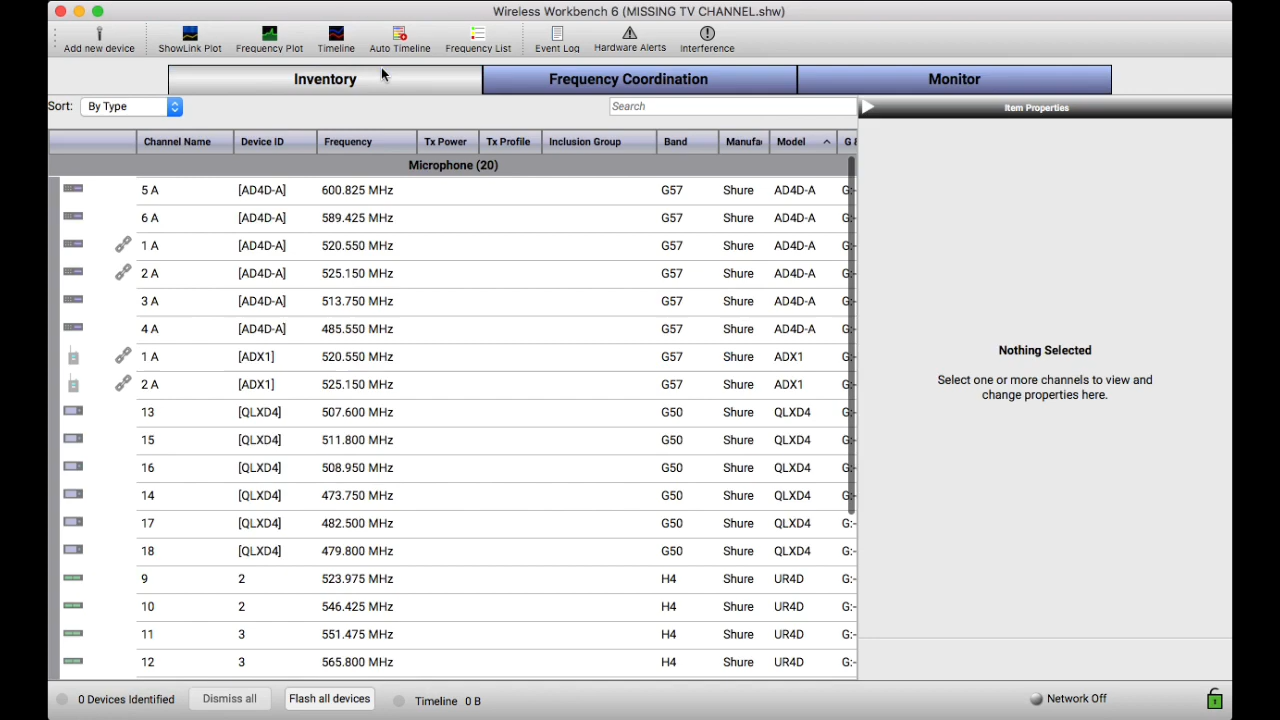 Wireless Workbench 6 (MISSING TV CHANNEL.shw)
Add new device ShowLink Plot Frequency Plot Timeline Auto Timeline Frequency List Event Log Hardware Alerts Interference
Inventory Frequency Coordination Monitor
Sort: By Type Search Item Properties
Channel Name Device ID Frequency Tx Power Tx Profile Inclusion Group Band Manufa Model G
Microphone (20)
5 A [AD4D-A] 600.825 MHz G57 Shure AD4D-A G:-
6 A [AD4D-A] 589.425 MHz G57 Shure AD4D-A G:-
1 A [AD4D-A] 520.550 MHz G57 Shure AD4D-A G:-
2 A [AD4D-A] 525.150 MHz G57 Shure AD4D-A G:-
3 A [AD4D-A] 513.750 MHz G57 Shure AD4D-A G:-
4 A [AD4D-A] 485.550 MHz G57 Shure AD4D-A G:-
1 A [ADX1] 520.550 MHz G57 Shure ADX1 G:-
2 A [ADX1] 525.150 MHz G57 Shure ADX1 G:-
13 [QLXD4] 507.600 MHz G50 Shure QLXD4 G:-
15 [QLXD4] 511.800 MHz G50 Shure QLXD4 G:-
16 [QLXD4] 508.950 MHz G50 Shure QLXD4 G:-
14 [QLXD4] 473.750 MHz G50 Shure QLXD4 G:-
17 [QLXD4] 482.500 MHz G50 Shure QLXD4 G:-
18 [QLXD4] 479.800 MHz G50 Shure QLXD4 G:-
9 2 523.975 MHz H4 Shure UR4D G:-
10 2 546.425 MHz H4 Shure UR4D G:-
11 3 551.475 MHz H4 Shure UR4D G:-
12 3 565.800 MHz H4 Shure UR4D G:-
Nothing Selected
Select one or more channels to view and
change properties here.
0 Devices Identified Dismiss all Flash all devices Timeline 0 B Network Off